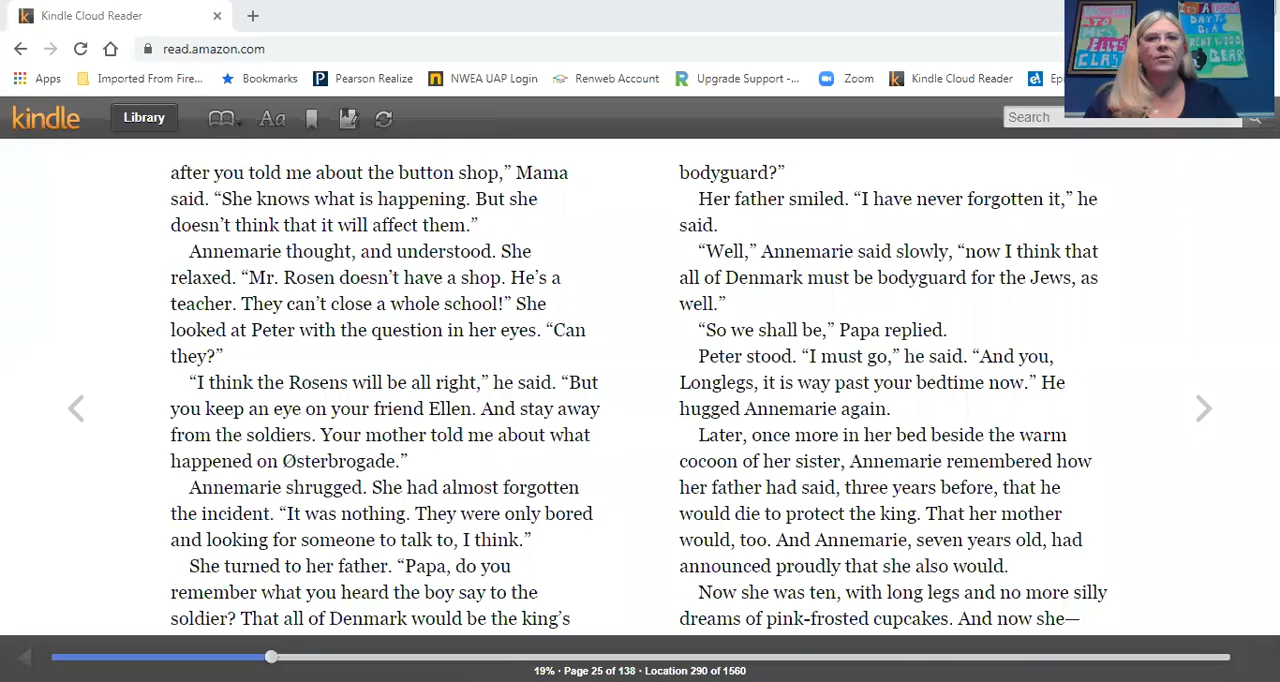 Kindle Cloud Reader
read.amazon.com
Apps Imported From Fire... Bookmarks Pearson Realize NWEA UAP Login Renweb Account Upgrade Support -... Zoom Kindle Cloud Reader
TO
CLASS
DAY TO
BE A
BEAR
kindle Library Aa Search
after you told me about the button shop,” Mama
said. “She knows what is happening. But she
doesn’t think that it will affect them.”
Annemarie thought, and understood. She
relaxed. “Mr. Rosen doesn’t have a shop. He’s a
teacher. They can’t close a whole school!” She
looked at Peter with the question in her eyes. “Can
they?”
“I think the Rosens will be all right,” he said. “But
you keep an eye on your friend Ellen. And stay away
from the soldiers. Your mother told me about what
happened on Østerbrogade.”
Annemarie shrugged. She had almost forgotten
the incident. “It was nothing. They were only bored
and looking for someone to talk to, I think.”
She turned to her father. “Papa, do you
remember what you heard the boy say to the
soldier? That all of Denmark would be the king’s
bodyguard?”
Her father smiled. “I have never forgotten it,” he
said.
“Well,” Annemarie said slowly, “now I think that
all of Denmark must be bodyguard for the Jews, as
well.”
“So we shall be,” Papa replied.
Peter stood. “I must go,” he said. “And you,
Longlegs, it is way past your bedtime now.” He
hugged Annemarie again.
Later, once more in her bed beside the warm
cocoon of her sister, Annemarie remembered how
her father had said, three years before, that he
would die to protect the king. That her mother
would, too. And Annemarie, seven years old, had
announced proudly that she also would.
Now she was ten, with long legs and no more silly
dreams of pink-frosted cupcakes. And now she—
19% · Page 25 of 138 · Location 290 of 1560